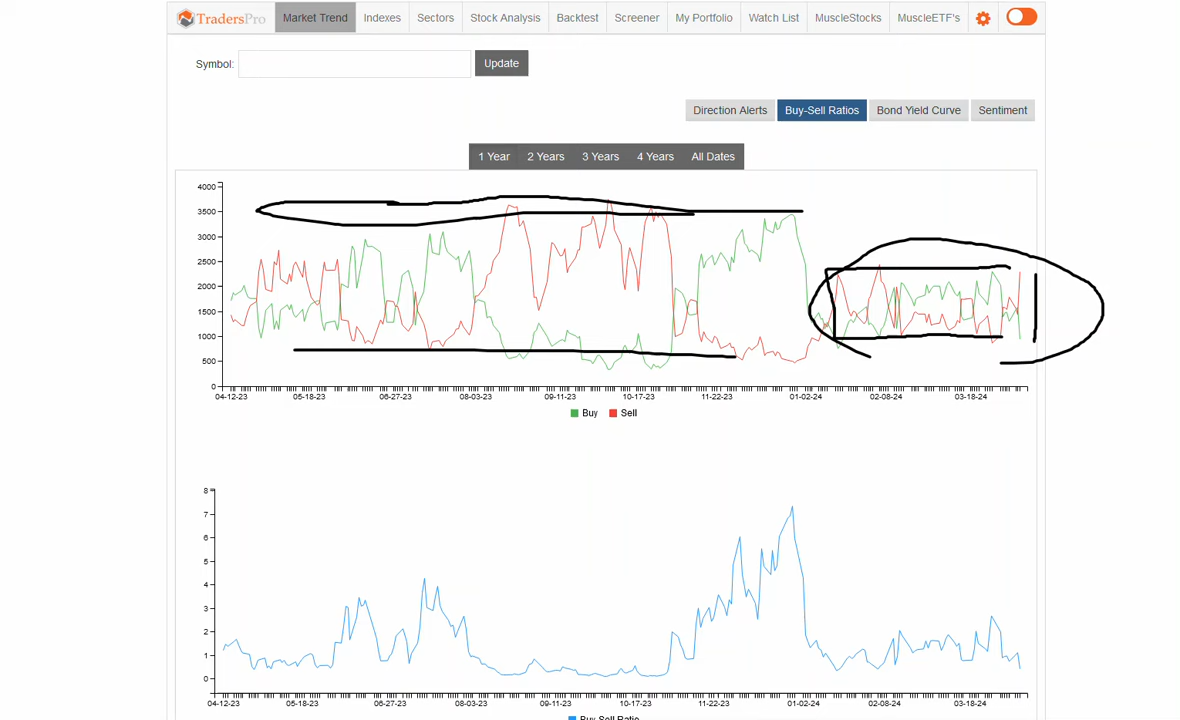 TradersPro Market Trend Indexes Sectors Stock Analysis Backtest Screener My Portfolio Watch List MuscleStocks MuscleETF's
Symbol: Update
Direction Alerts Buy-Sell Ratios Bond Yield Curve Sentiment
1 Year 2 Years 3 Years 4 Years All Dates
4000
3500
3000
2500
2000
1500
1000
500
0
04-12-23 05-18-23 06-27-23 08-03-23 09-11-23 10-17-23 11-22-23 01-02-24 02-08-24 03-18-24
Buy Sell
8
7
6
5
4
3
2
1
0
04-12-23 05-18-23 06-27-23 08-03-23 09-11-23 10-17-23 11-22-23 01-02-24 02-08-24 03-18-24
Buy Sell Ratio